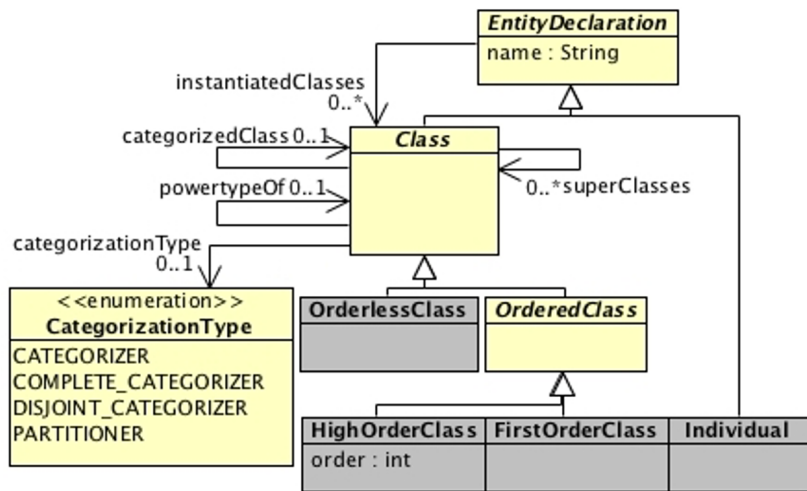 EntityDeclaration
name : String
instantiatedClasses
0..*
categorizedClass 0..1
Class
powertypeOf 0..1
0..* superClasses
categorizationType
0..1
<<enumeration>>
CategorizationType
CATEGORIZER
COMPLETE_CATEGORIZER
DISJOINT_CATEGORIZER
PARTITIONER
OrderlessClass
OrderedClass
HighOrderClass
order : int
FirstOrderClass
Individual